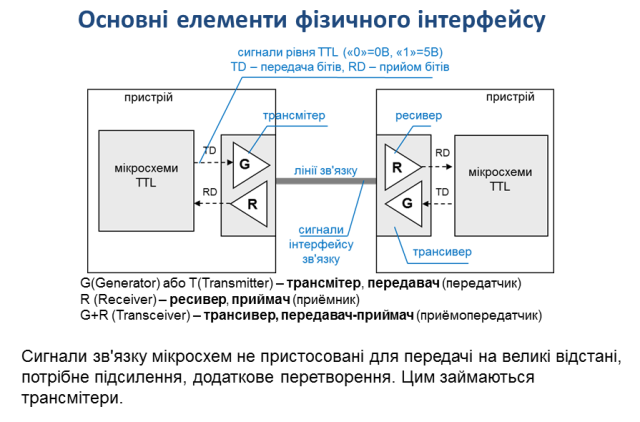 Основні елементи фізичного інтерфейсу
сигнали рівня TTL («0»=0В, «1»=5В)
TD – передача бітів, RD – прийом бітів
пристрій
трансмітер
мікросхеми
TTL
TD
G
RD
R
лінії зв'язку
сигнали
інтерфейсу
зв'язку
ресивер
пристрій
R
RD
G
TD
мікросхеми
TTL
трансивер
G(Generator) або T(Transmitter) – трансмітер, передавач (передатчик)
R (Receiver) – ресивер, приймач (приёмник)
G+R (Transceiver) – трансивер, передавач-приймач (приёмопередатчик)
Сигнали зв'язку мікросхем не пристосовані для передачі на великі відстані,
потрібне підсилення, додаткове перетворення. Цим займаються
трансмітери.